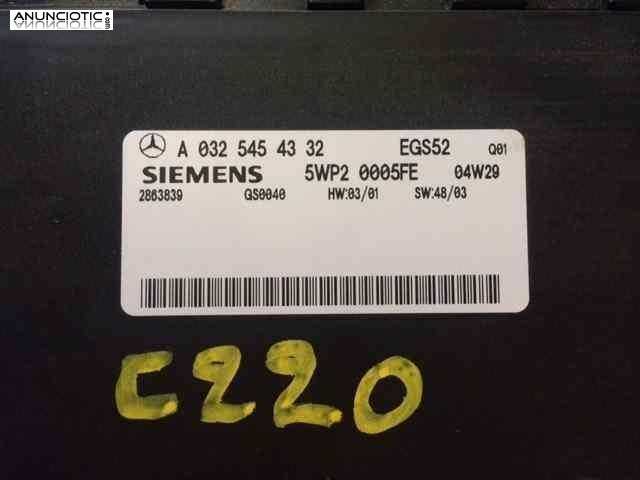 ANUNCIOTIC.com
A 032 545 43 32 EGS52 Q01
SIEMENS 5WP2 0005FE 04W29
2863839 GS0040 HW:03/01 SW:48/03
C220